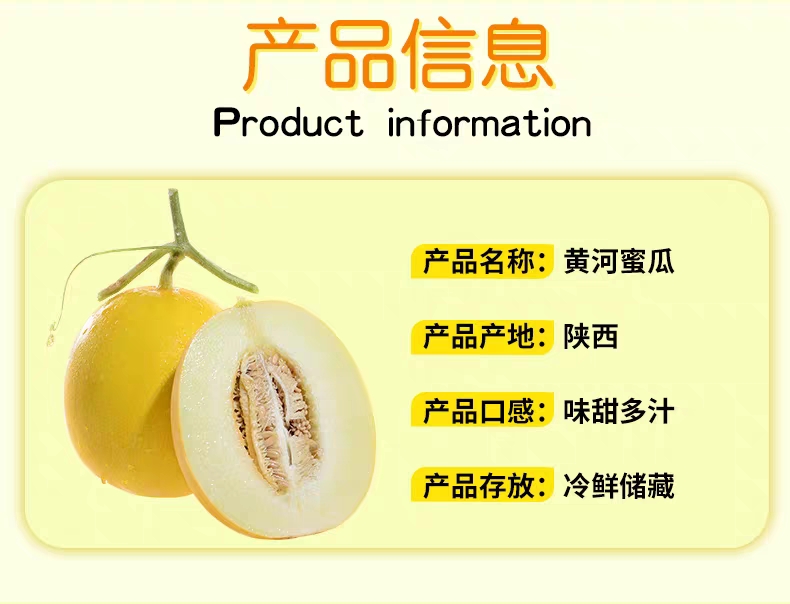 产品信息
Product information
产品名称：黄河蜜瓜
产品产地：陕西
产品口感：味甜多汁
产品存放：冷鲜储藏